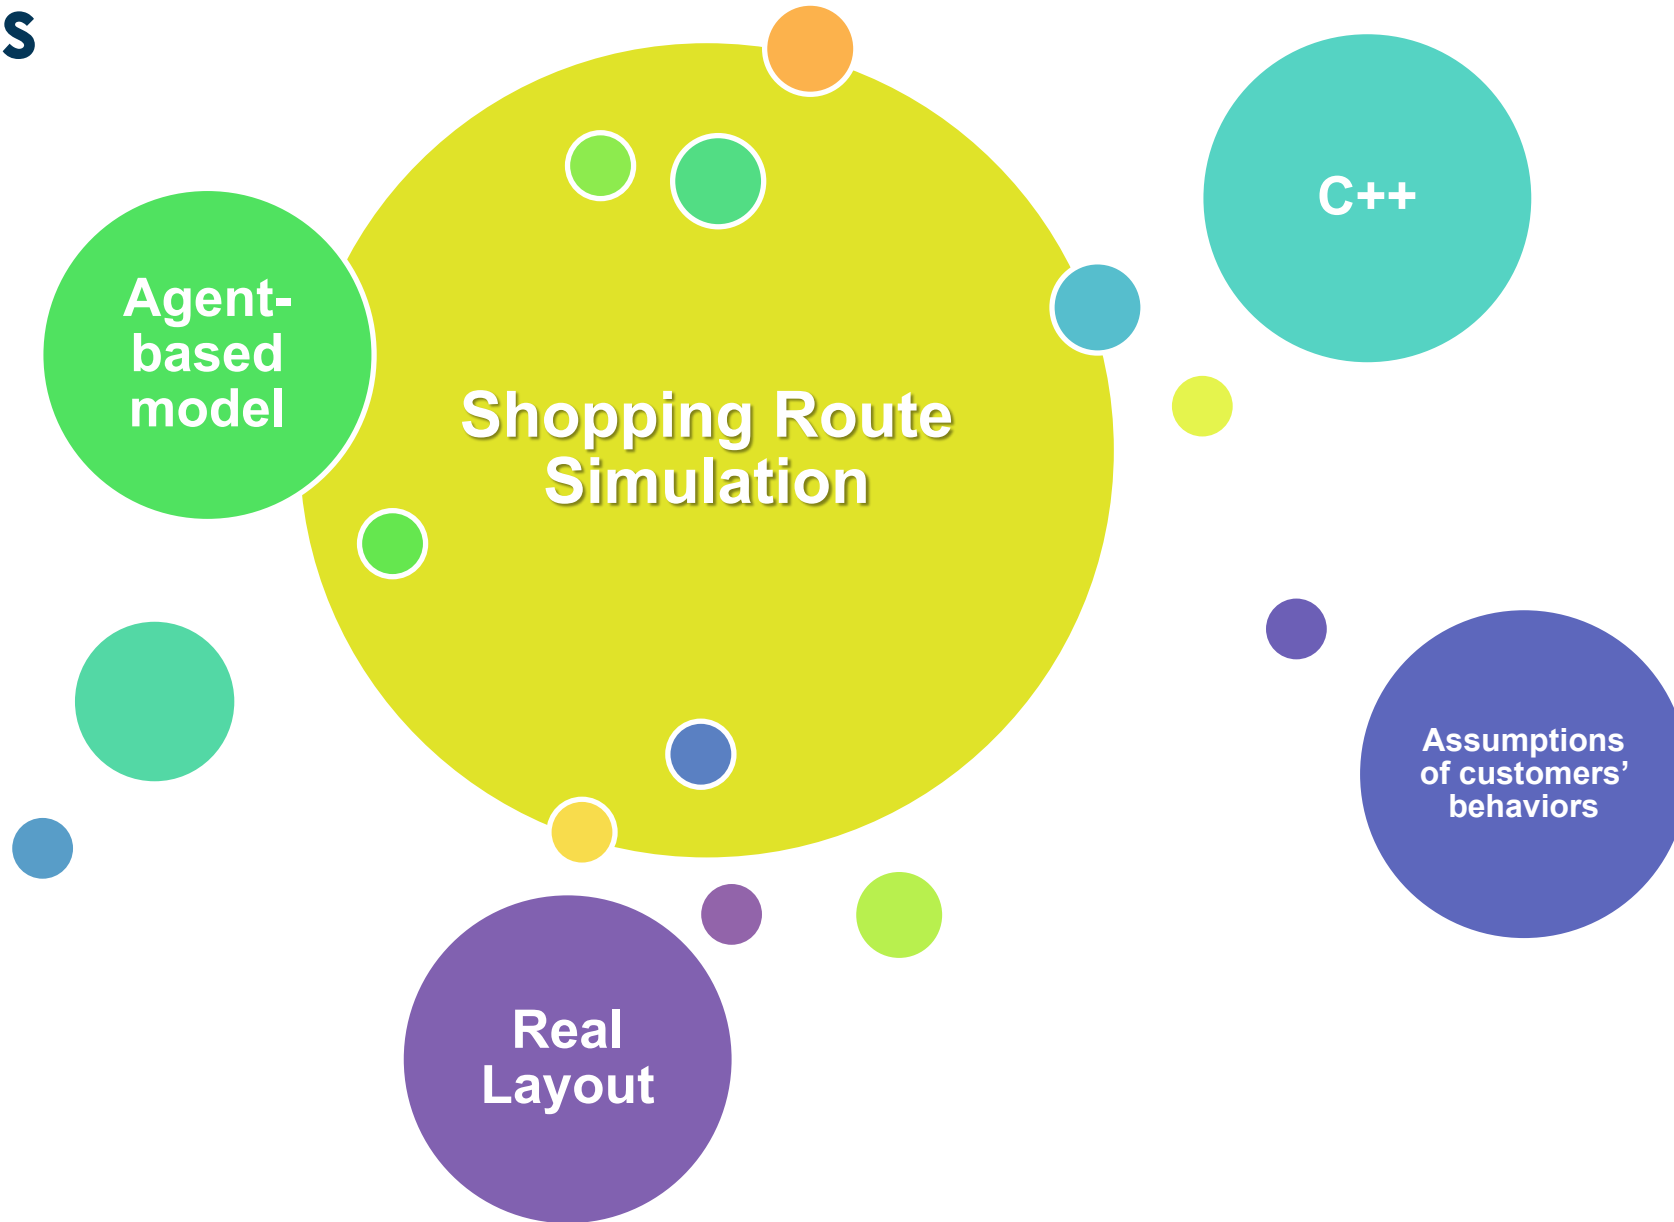 s
C++
Agent-
based
model
Shopping Route
Simulation
Assumptions
of customers’
behaviors
Real
Layout